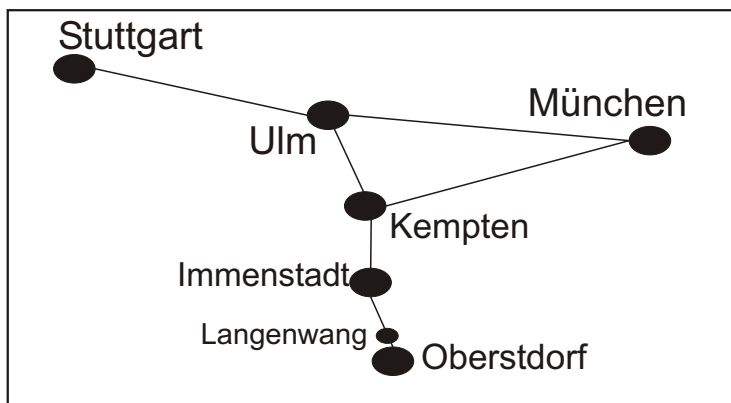 Stuttgart
München
Ulm
Kempten
Immenstadt
Langenwang
Oberstdorf